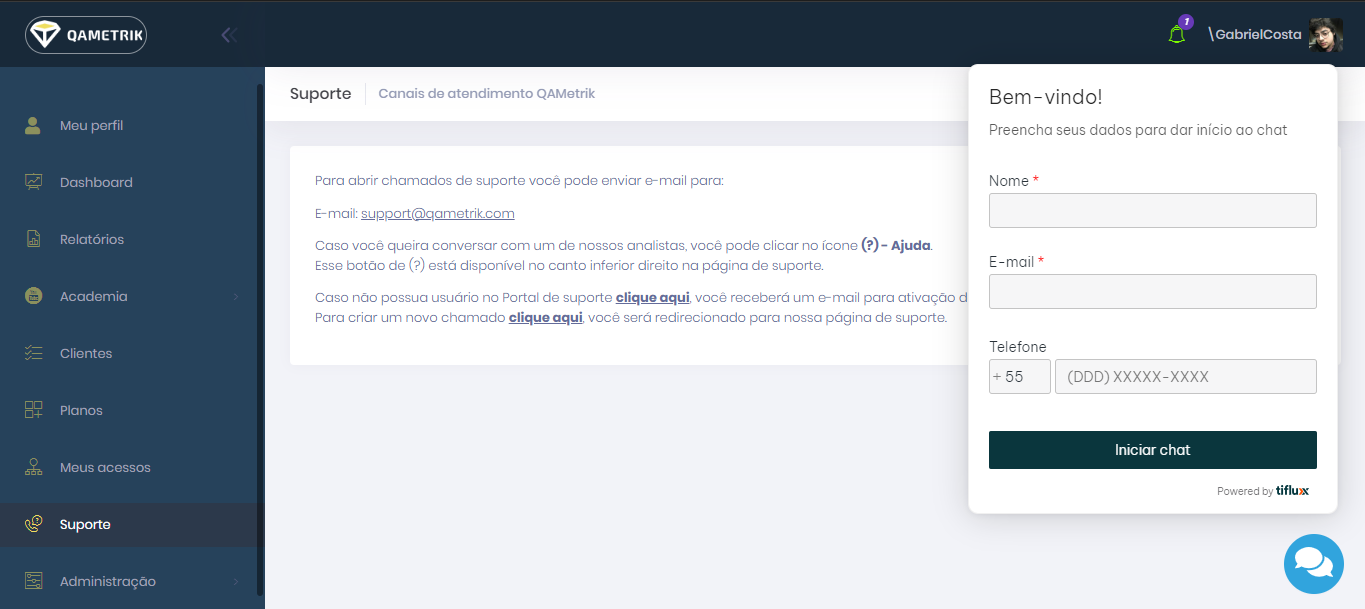 QAMETRIK
1
\GabrielCosta
Meu perfil
Dashboard
Relatórios
Academia
Clientes
Planos
Meus acessos
Suporte
Administração
Suporte
Canais de atendimento QAMetrik
Para abrir chamados de suporte você pode enviar e-mail para:
E-mail: support@qametrik.com
Caso você queira conversar com um de nossos analistas, você pode clicar no ícone (?) - Ajuda.
Esse botão de (?) está disponível no canto inferior direito na página de suporte.
Caso não possua usuário no Portal de suporte clique aqui, você receberá um e-mail para ativação d
Para criar um novo chamado clique aqui, você será redirecionado para nossa página de suporte.
Bem-vindo!
Preencha seus dados para dar início ao chat
Nome *
E-mail *
Telefone
+ 55 (DDD) XXXXX-XXXX
Iniciar chat
Powered by tiflux